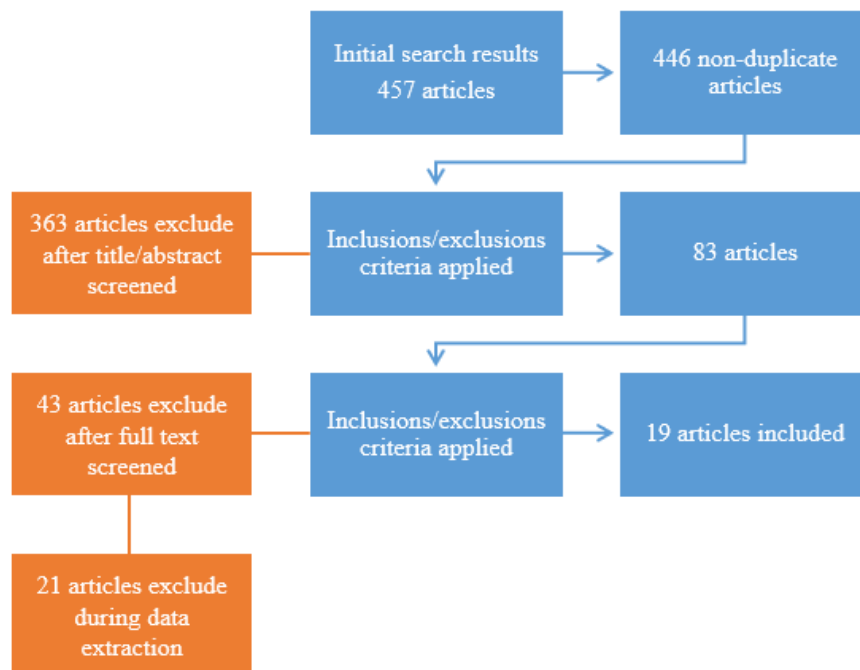 Initial search results
457 articles
446 non-duplicate
articles
363 articles exclude
after title/abstract
screened
Inclusions/exclusions
criteria applied
83 articles
43 articles exclude
after full text
screened
Inclusions/exclusions
criteria applied
19 articles included
21 articles exclude
during data
extraction